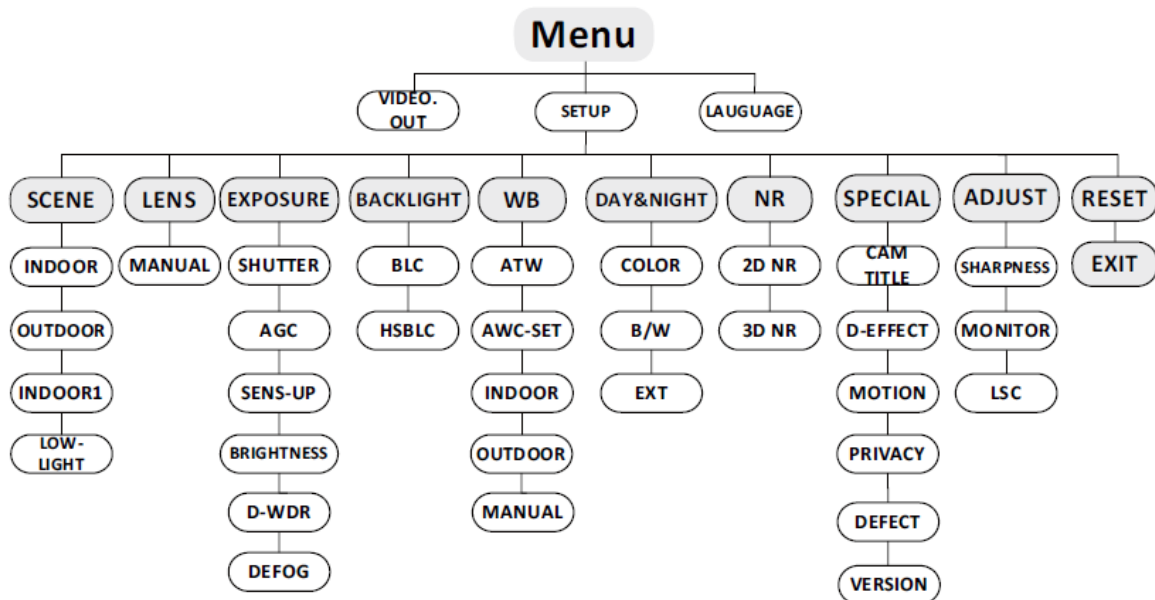 Menu
VIDEO.
OUT
SETUP
LAUGUAGE
SCENE
LENS
EXPOSURE
BACKLIGHT
WB
DAY&NIGHT
NR
SPECIAL
ADJUST
RESET
INDOOR
MANUAL
SHUTTER
BLC
ATW
COLOR
2D NR
CAM
TITLE
SHARPNESS
EXIT
OUTDOOR
AGC
HSBLC
AWC-SET
B/W
3D NR
D-EFFECT
MONITOR
INDOOR1
SENS-UP
INDOOR
EXT
MOTION
LSC
LOW-
LIGHT
BRIGHTNESS
OUTDOOR
PRIVACY
D-WDR
MANUAL
DEFECT
DEFOG
VERSION